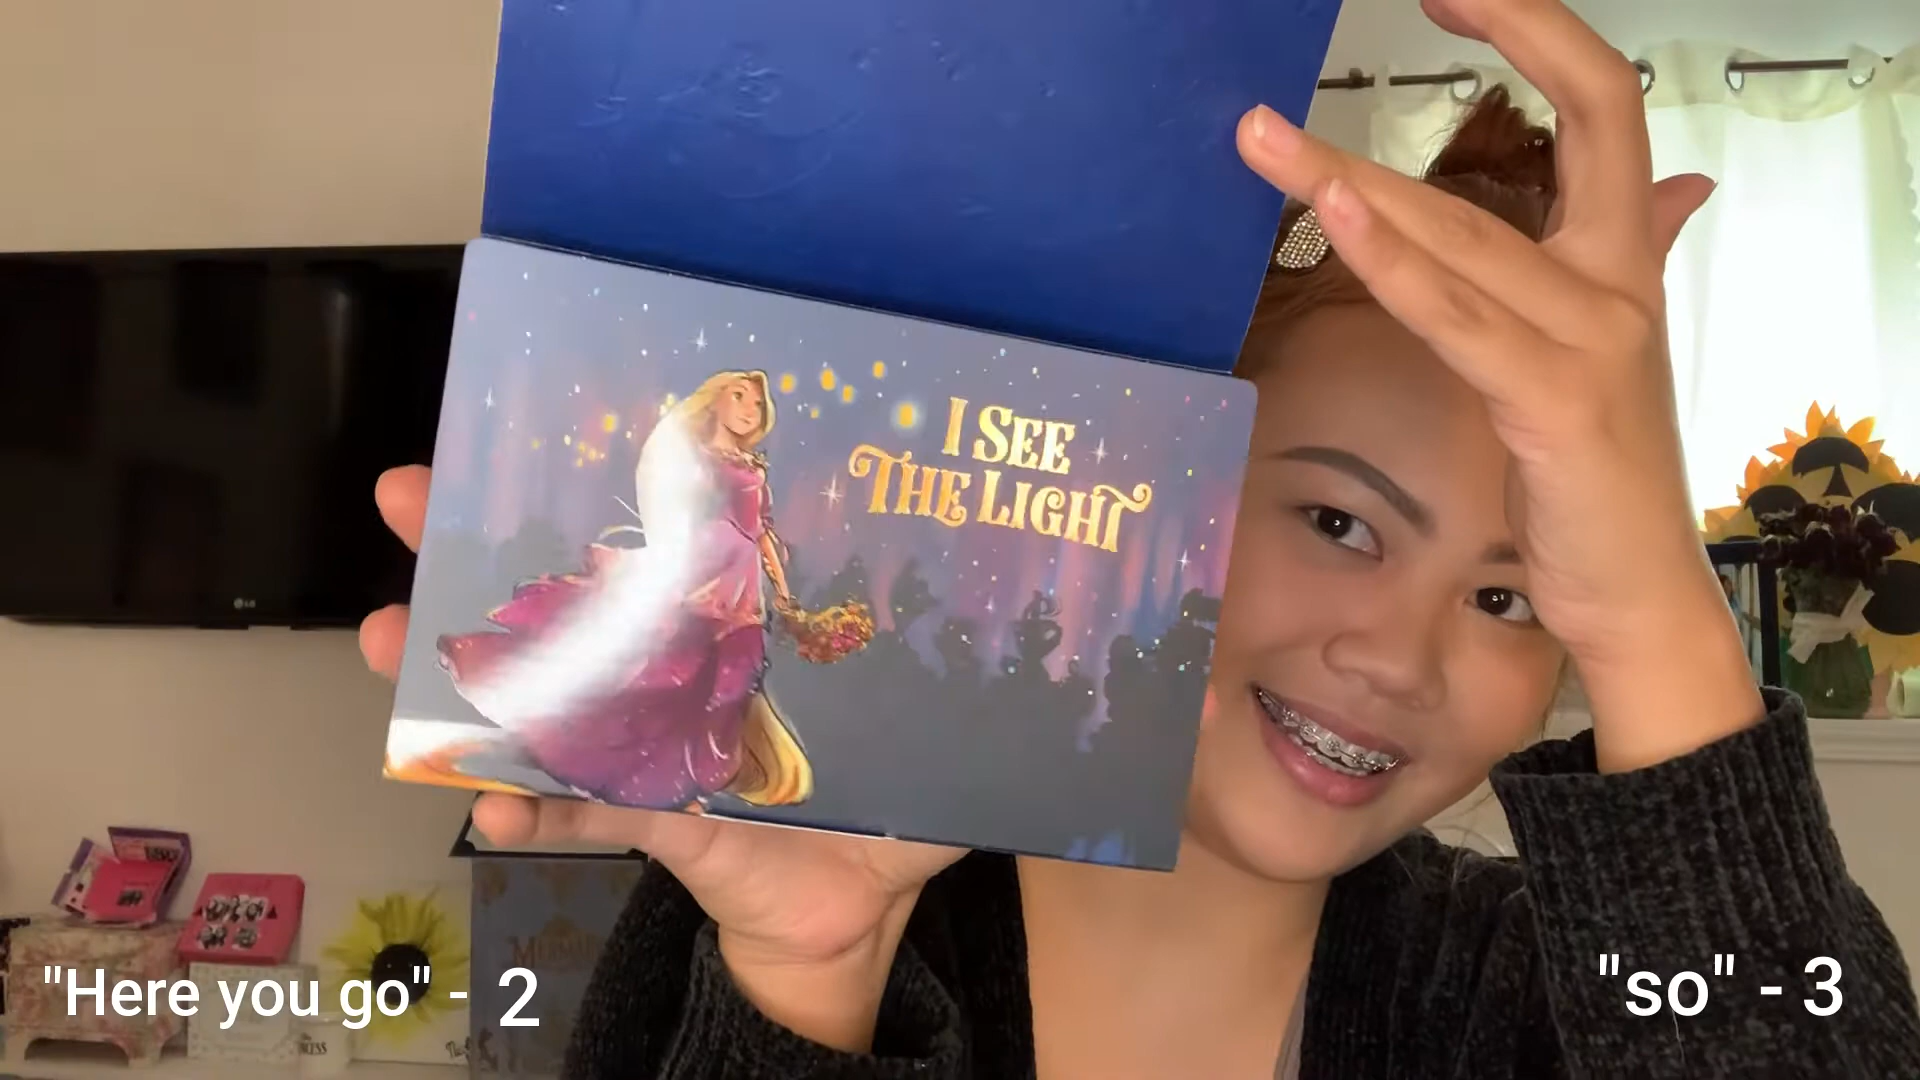 I SEE
THE LIGHT
LG
"Here you go" - 2
"so" - 3